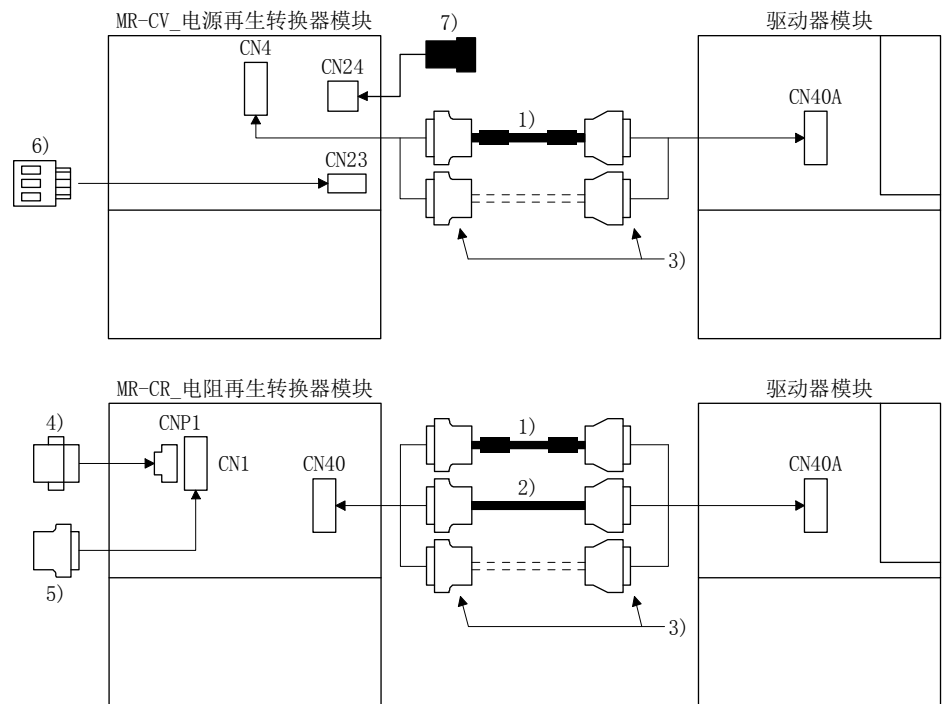 MR-CV_电源再生转换器模块
7)
驱动器模块
CN4
CN24
CN40A
1)
6)
CN23
3)
MR-CR_电阻再生转换器模块
驱动器模块
4)
CNP1
1)
CN1
CN40
2)
CN40A
5)
3)